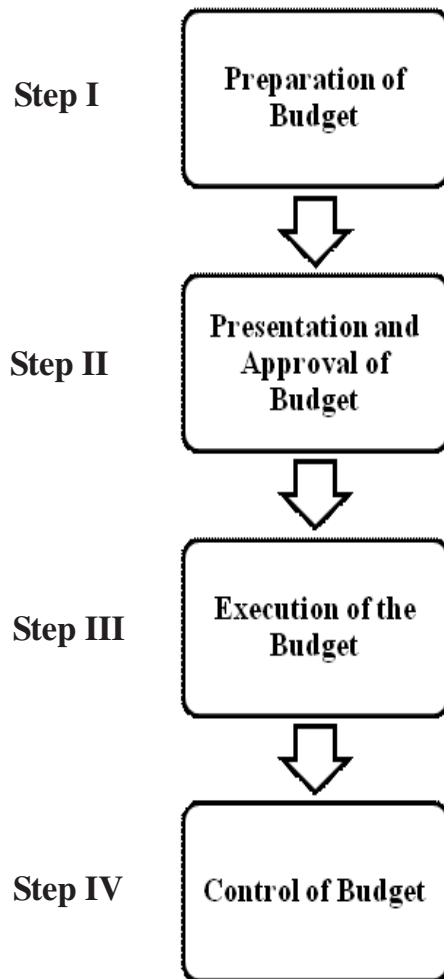 Step I
Preparation of
Budget
Step II
Presentation and
Approval of
Budget
Step III
Execution of the
Budget
Step IV
Control of Budget